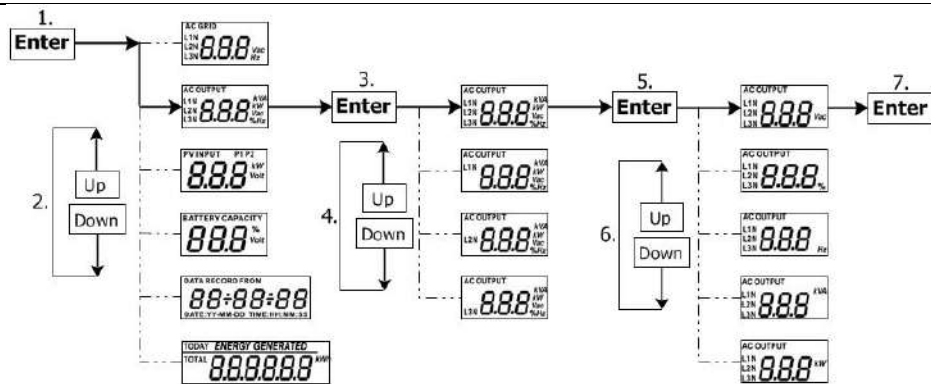 1.
Enter
AC GRID
L1N
L2N
L3N
8.8.8
Vac
Hz
AC OUTPUT
L1N
L2N
L3N
8.8.8
kVA
kW
Vac
%Hz
2.
Up
Down
PV INPUT P1 P2
8.8.8
kW
Volt
BATTERY CAPACITY
8.8.8
%
Volt
DATA RECORD FROM
88:88:88
DATE:YY-MM-DD TIME:HH:MM:SS
TODAY ENERGY GENERATED
TOTAL
8.8.8.8.8.8
kWh
3.
Enter
4.
Up
Down
AC OUTPUT
L1N
L2N
L3N
8.8.8
kVA
kW
Vac
%Hz
AC OUTPUT
L1N
8.8.8
kVA
kW
Vac
%Hz
AC OUTPUT
L2N
8.8.8
kVA
kW
Vac
%Hz
AC OUTPUT
L3N
8.8.8
kVA
kW
Vac
%Hz
5.
Enter
6.
Up
Down
AC OUTPUT
L1N
L2N
L3N
8.8.8
Vac
AC OUTPUT
L1N
L2N
L3N
8.8.8
%
AC OUTPUT
L1N
L2N
L3N
8.8.8
Hz
AC OUTPUT
L1N
L2N
L3N
8.8.8
kVA
AC OUTPUT
L1N
L2N
L3N
8.8.8
kW
7.
Enter